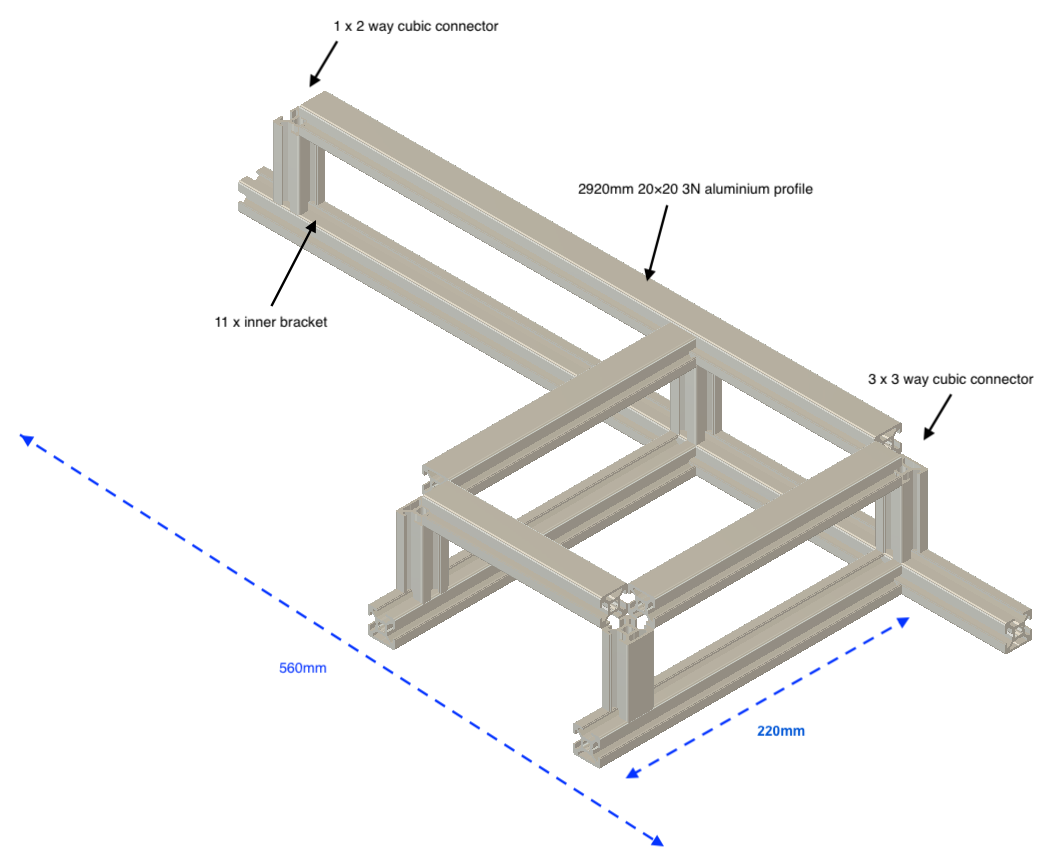 1 x 2 way cubic connector
2920mm 20×20 3N aluminium profile
11 x inner bracket
3 x 3 way cubic connector
560mm
220mm